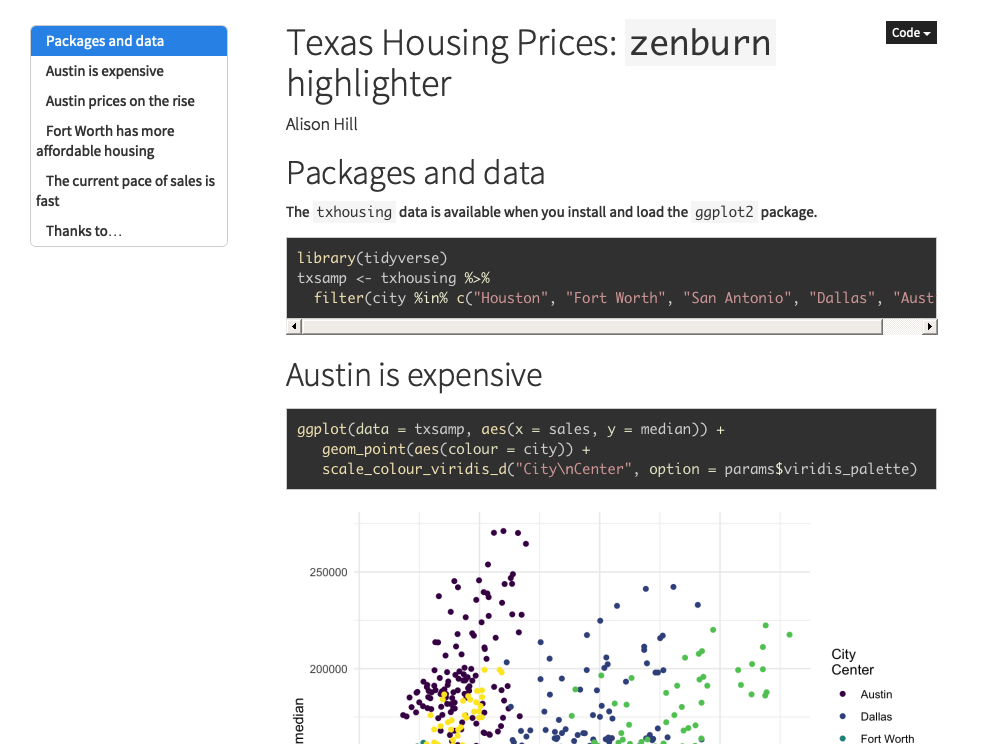 Packages and data
Austin is expensive
Austin prices on the rise
Fort Worth has more
affordable housing
The current pace of sales is
fast
Thanks to…
Code
Texas Housing Prices: zenburn
highlighter
Alison Hill
Packages and data
The txhousing data is available when you install and load the ggplot2 package.
library(tidyverse)
txsamp <- txhousing %>%
  filter(city %in% c("Houston", "Fort Worth", "San Antonio", "Dallas", "Aust
Austin is expensive
ggplot(data = txsamp, aes(x = sales, y = median)) +
   geom_point(aes(colour = city)) +
   scale_colour_viridis_d("City\nCenter", option = params$viridis_palette)
250000
200000
median
City
Center
Austin
Dallas
Fort Worth